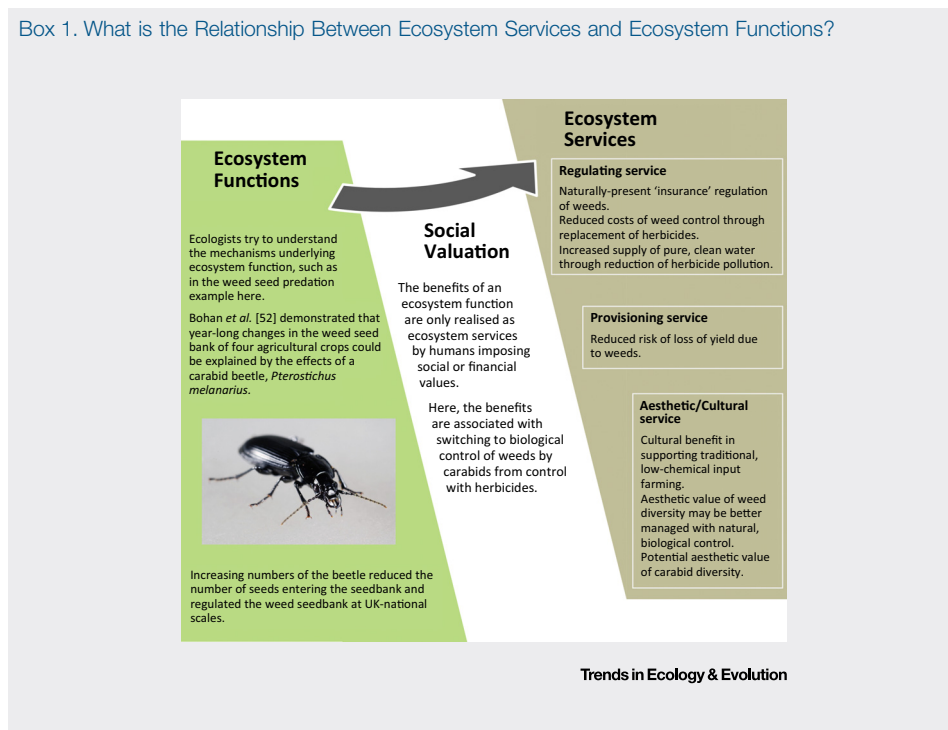 Box 1. What is the Relationship Between Ecosystem Services and Ecosystem Functions?
Ecosystem
Functions
Ecologists try to understand
the mechanisms underlying
ecosystem function, such as
in the weed seed predation
example here.
Bohan et al. [52] demonstrated that
year-long changes in the weed seed
bank of four agricultural crops could
be explained by the effects of a
carabid beetle, Pterostichus
melanarius.
Increasing numbers of the beetle reduced the
number of seeds entering the seedbank and
regulated the weed seedbank at UK-national
scales.
Social
Valuation
The benefits of an
ecosystem function
are only realised as
ecosystem services
by humans imposing
social or financial
values.
Here, the benefits
are associated with
switching to biological
control of weeds by
carabids from control
with herbicides.
Ecosystem
Services
Regulating service
Naturally-present ‘insurance’ regulation
of weeds.
Reduced costs of weed control through
replacement of herbicides.
Increased supply of pure, clean water
through reduction of herbicide pollution.
Provisioning service
Reduced risk of loss of yield due
to weeds.
Aesthetic/Cultural
service
Cultural benefit in
supporting traditional,
low-chemical input
farming.
Aesthetic value of weed
diversity may be better
managed with natural,
biological control.
Potential aesthetic value
of carabid diversity.
Trends in Ecology & Evolution